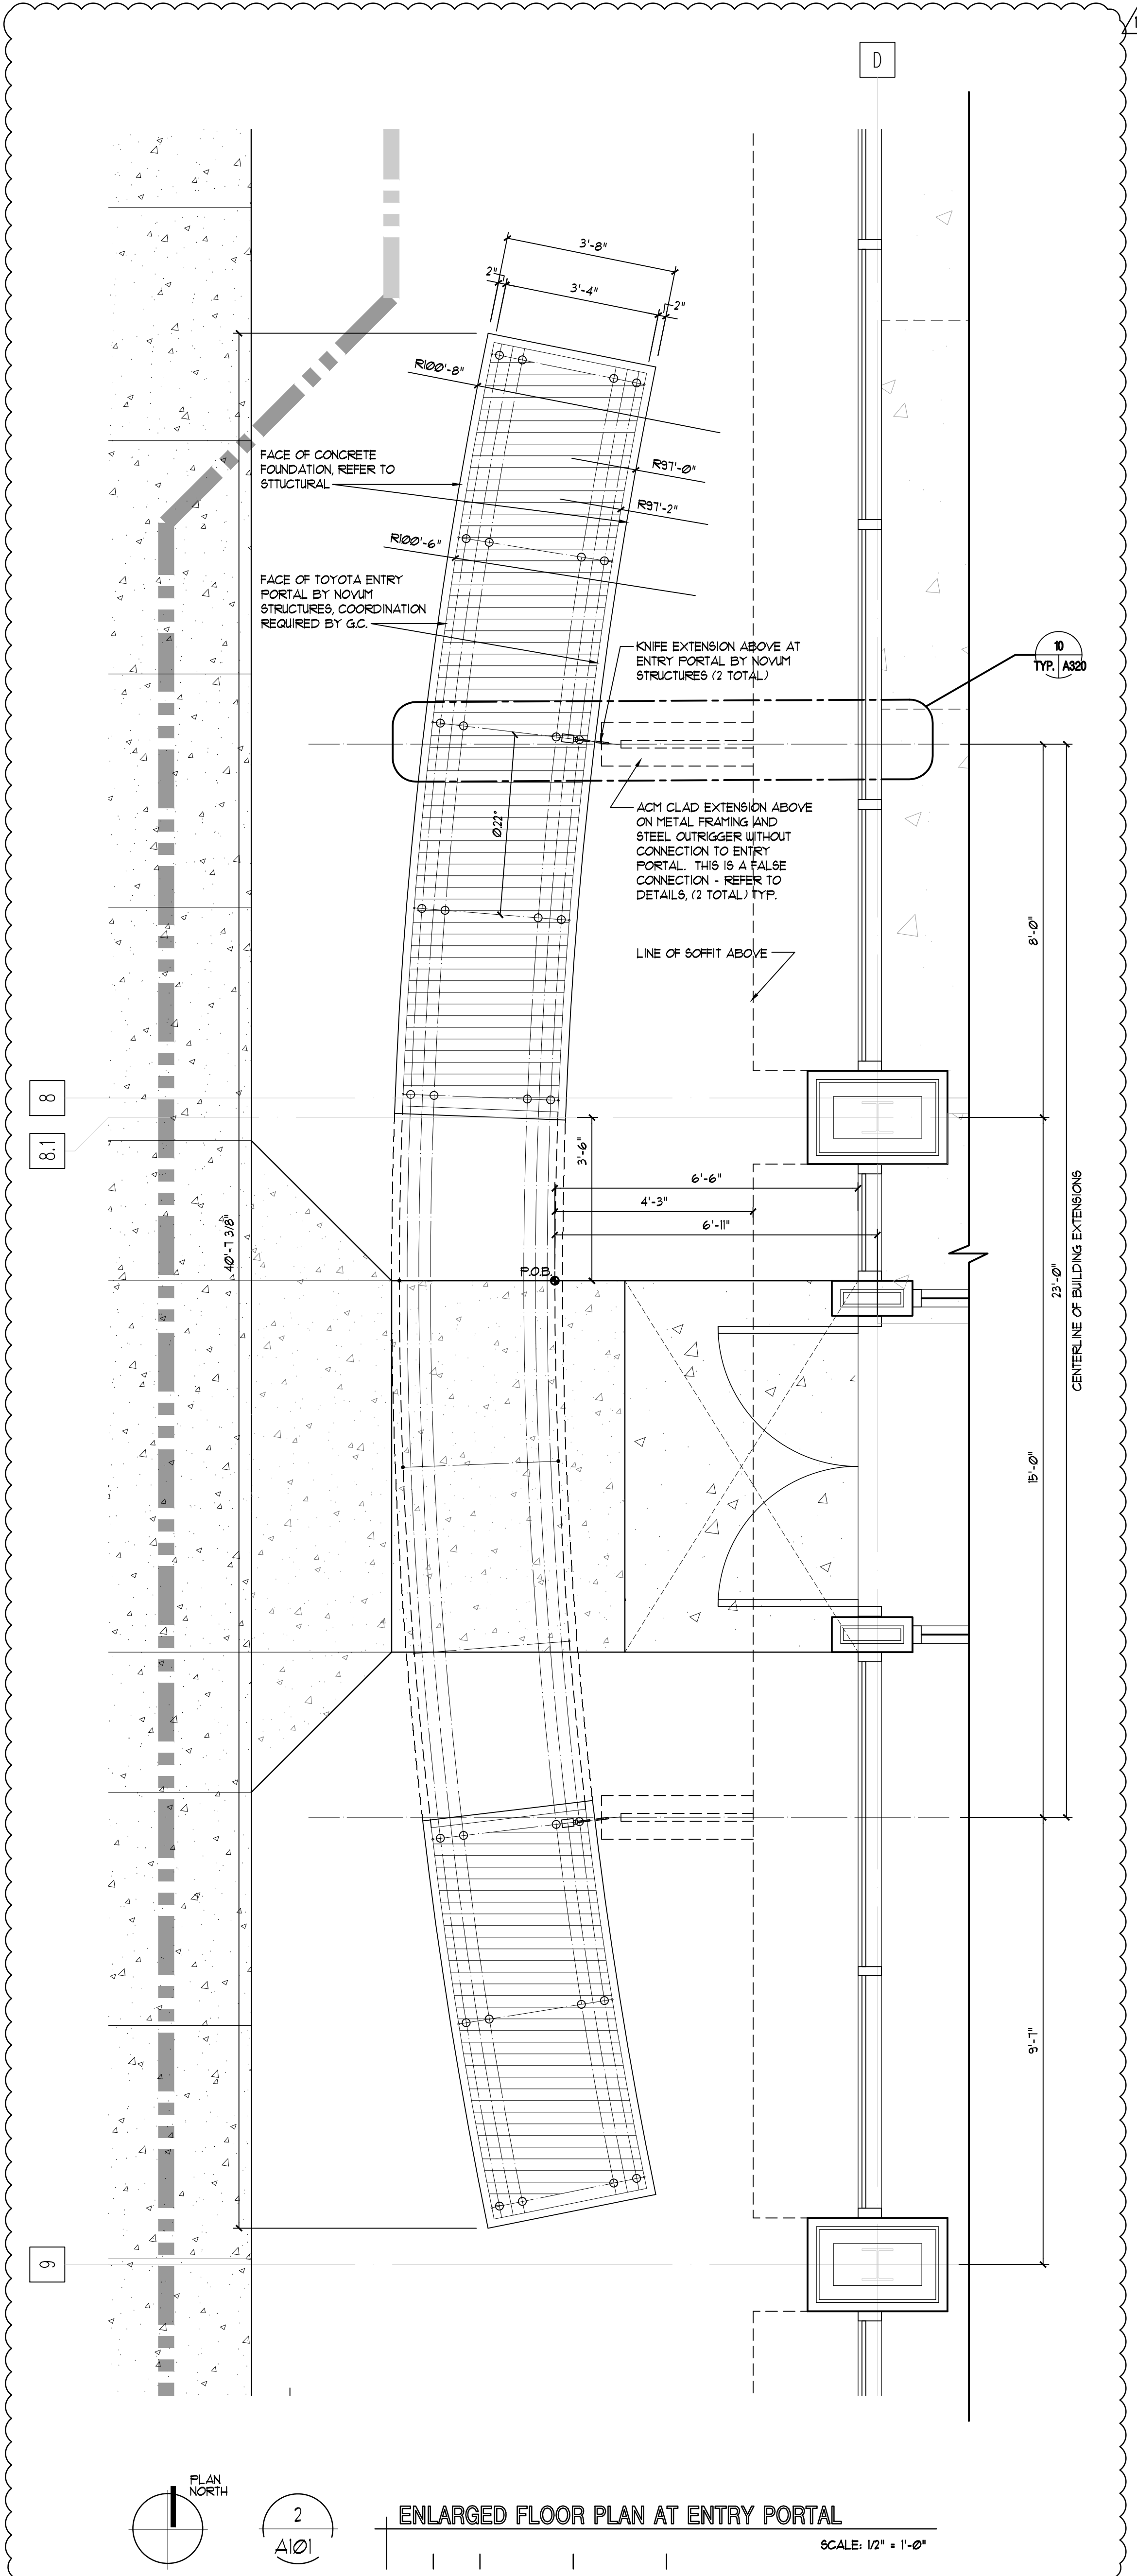 D
3'-8"
2"
3'-4"
2"
R100'-8"
FACE OF CONCRETE
FOUNDATION, REFER TO
STTUCTURAL
R97'-0"
R97'-2"
R100'-6"
FACE OF TOYOTA ENTRY
PORTAL BY NOVUM
STRUCTURES, COORDINATION
REQUIRED BY G.C.
KNIFE EXTENSION ABOVE AT
ENTRY PORTAL BY NOVUM
STRUCTURES (2 TOTAL)
10
TYP. A320
Ø.22°
ACM CLAD EXTENSION ABOVE
ON METAL FRAMING AND
STEEL OUTRIGGER WITHOUT
CONNECTION TO ENTRY
PORTAL. THIS IS A FALSE
CONNECTION - REFER TO
DETAILS, (2 TOTAL) TYP.
LINE OF SOFFIT ABOVE
8'-0"
8
8.1
3'-6"
6'-6"
4'-3"
6'-11"
40'-7 3/8"
P.O.B.
23'-0"
CENTERLINE OF BUILDING EXTENSIONS
15'-0"
9'-7"
9
PLAN
NORTH
2
A101
ENLARGED FLOOR PLAN AT ENTRY PORTAL
SCALE: 1/2" = 1'-0"